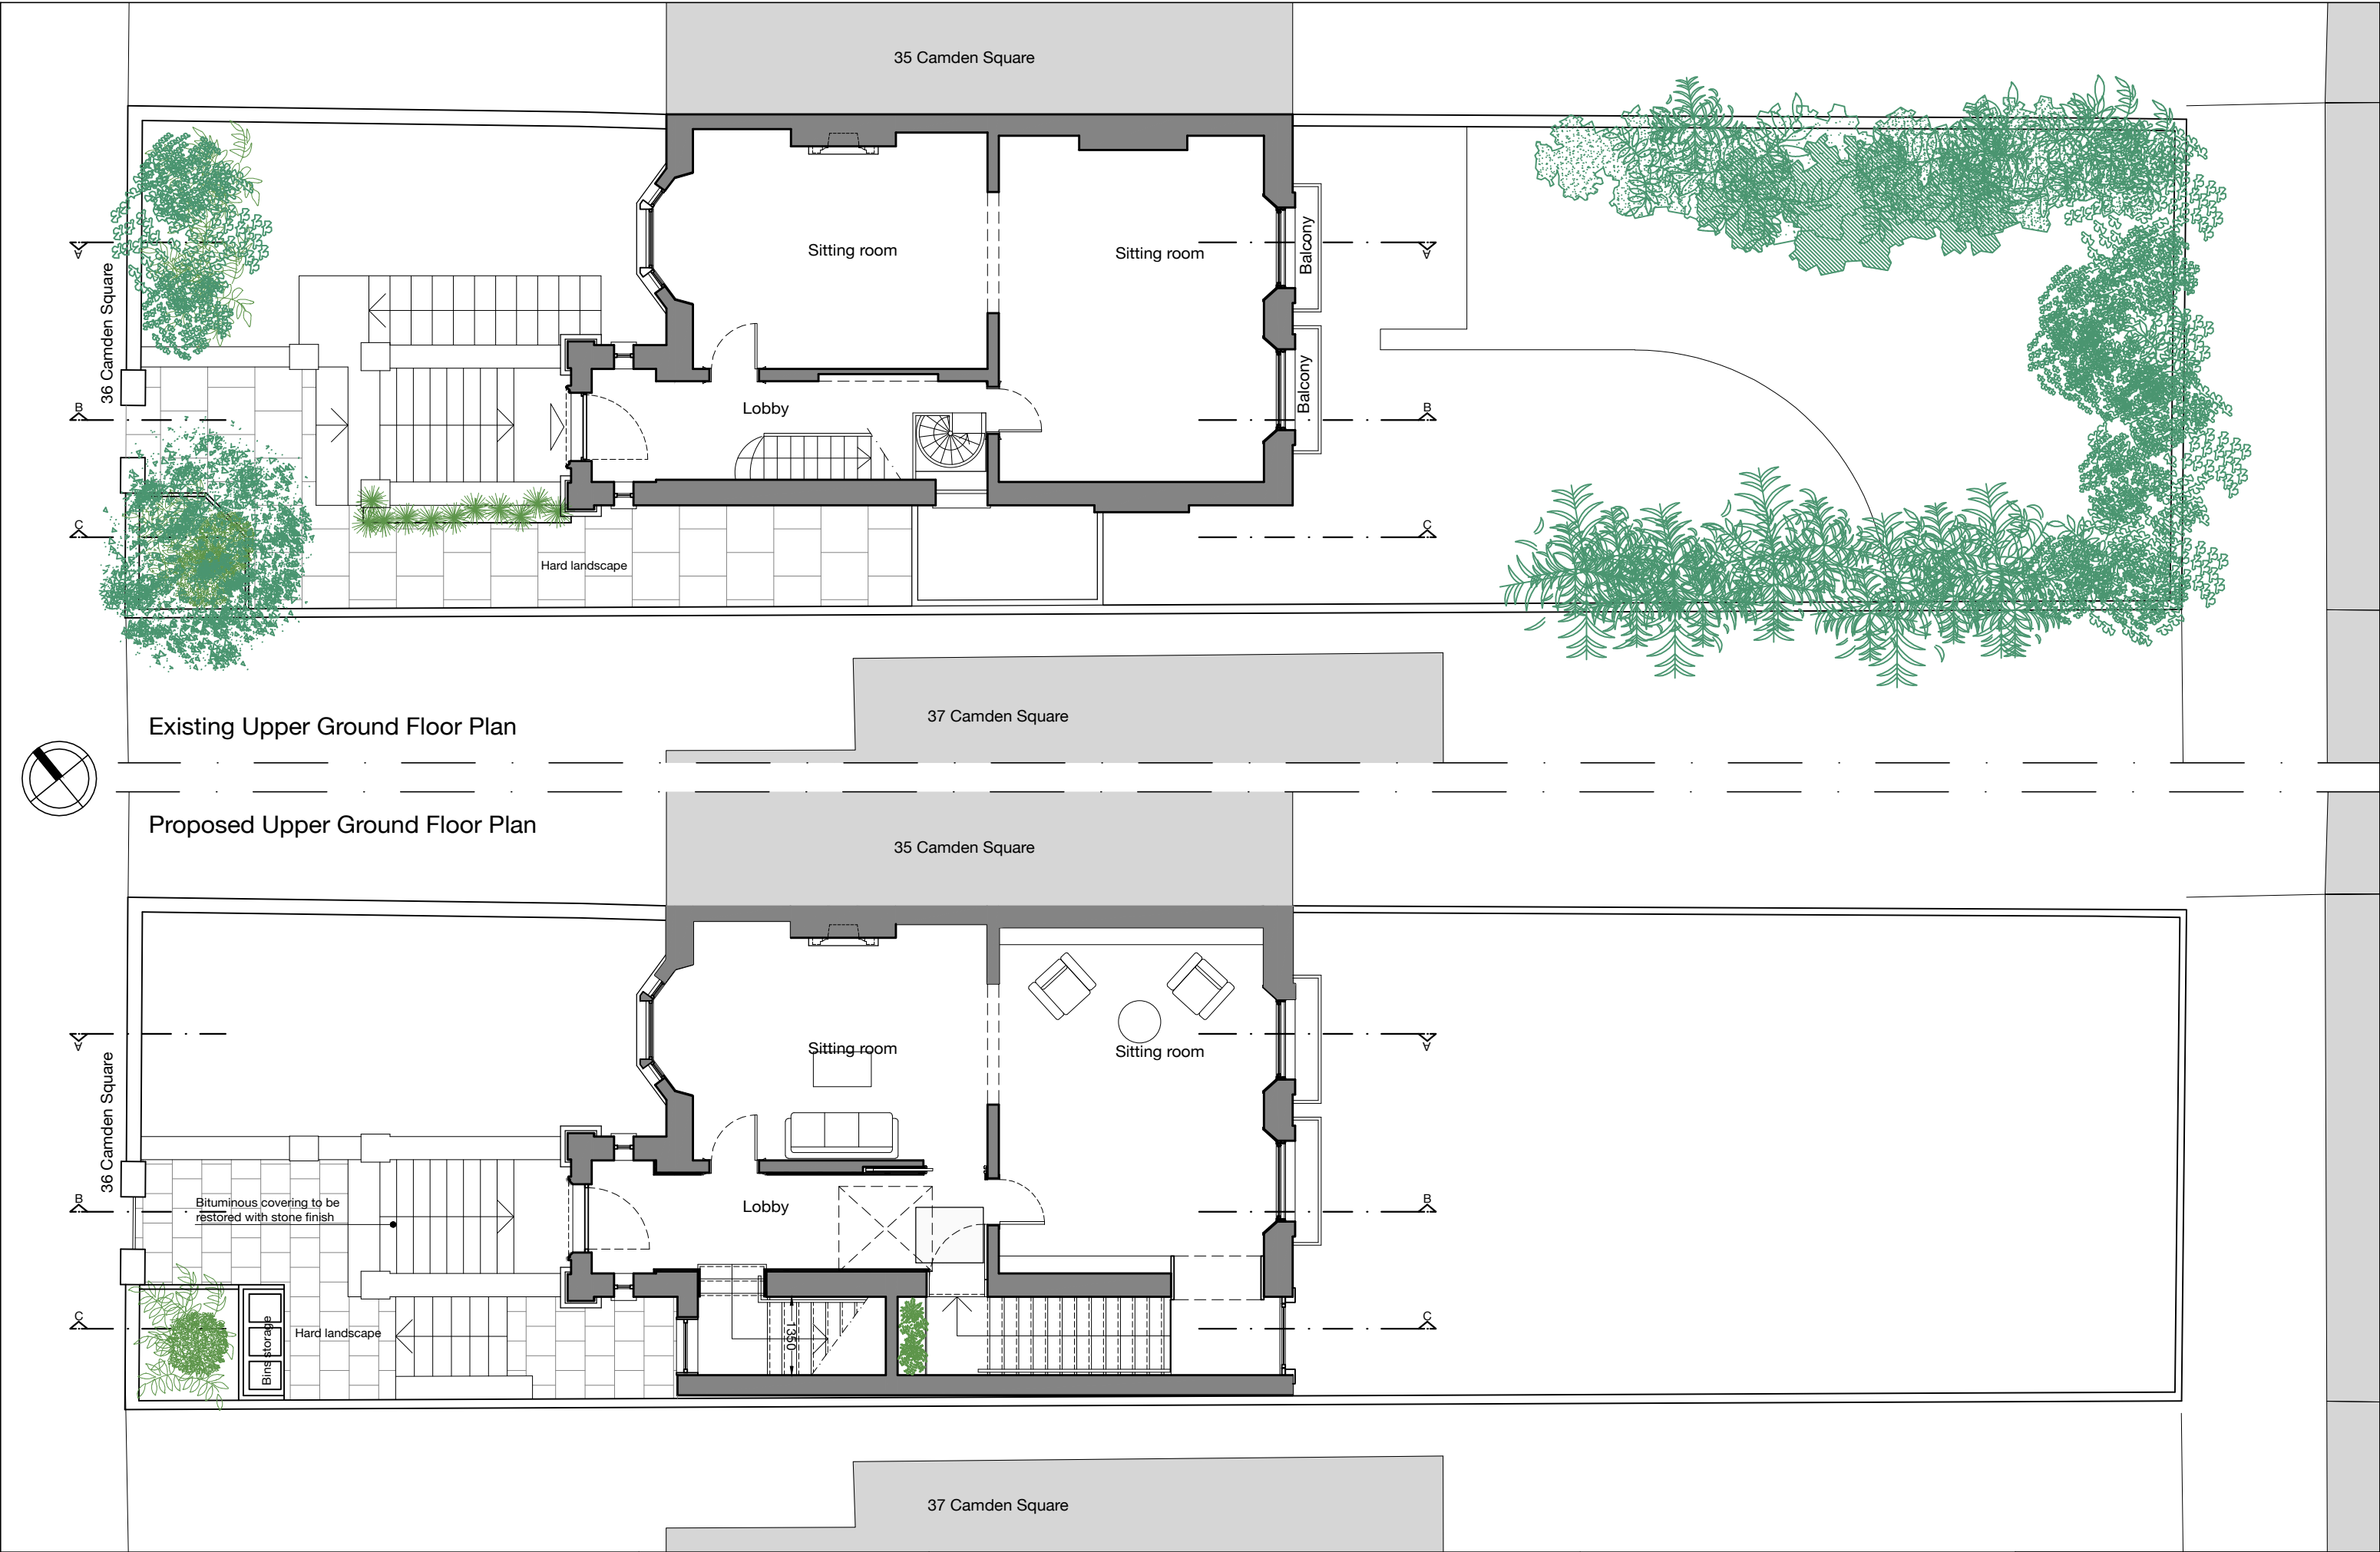 35 Camden Square
36 Camden Square
A
A
Sitting room
Sitting room
Balcony
Balcony
B
B
Lobby
C
C
Hard landscape
37 Camden Square
Existing Upper Ground Floor Plan
Proposed Upper Ground Floor Plan
35 Camden Square
36 Camden Square
A
A
Sitting room
Sitting room
B
B
Bituminous covering to be
restored with stone finish
Lobby
C
C
Bins storage
Hard landscape
1350
37 Camden Square